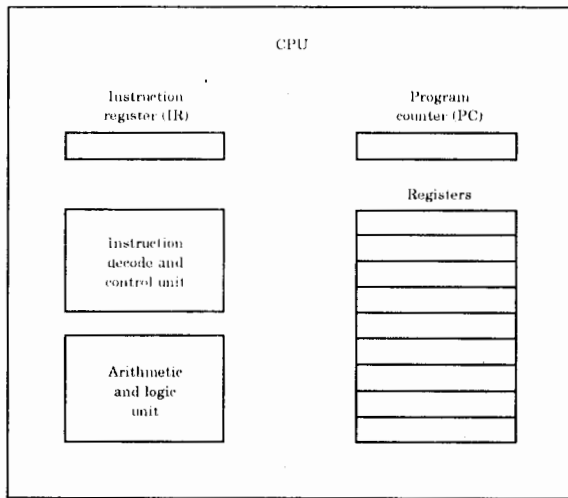 CPU
Instruction
register (IR)
Program
counter (PC)
Registers
Instruction
decode and
control unit
Arithmetic
and logic
unit